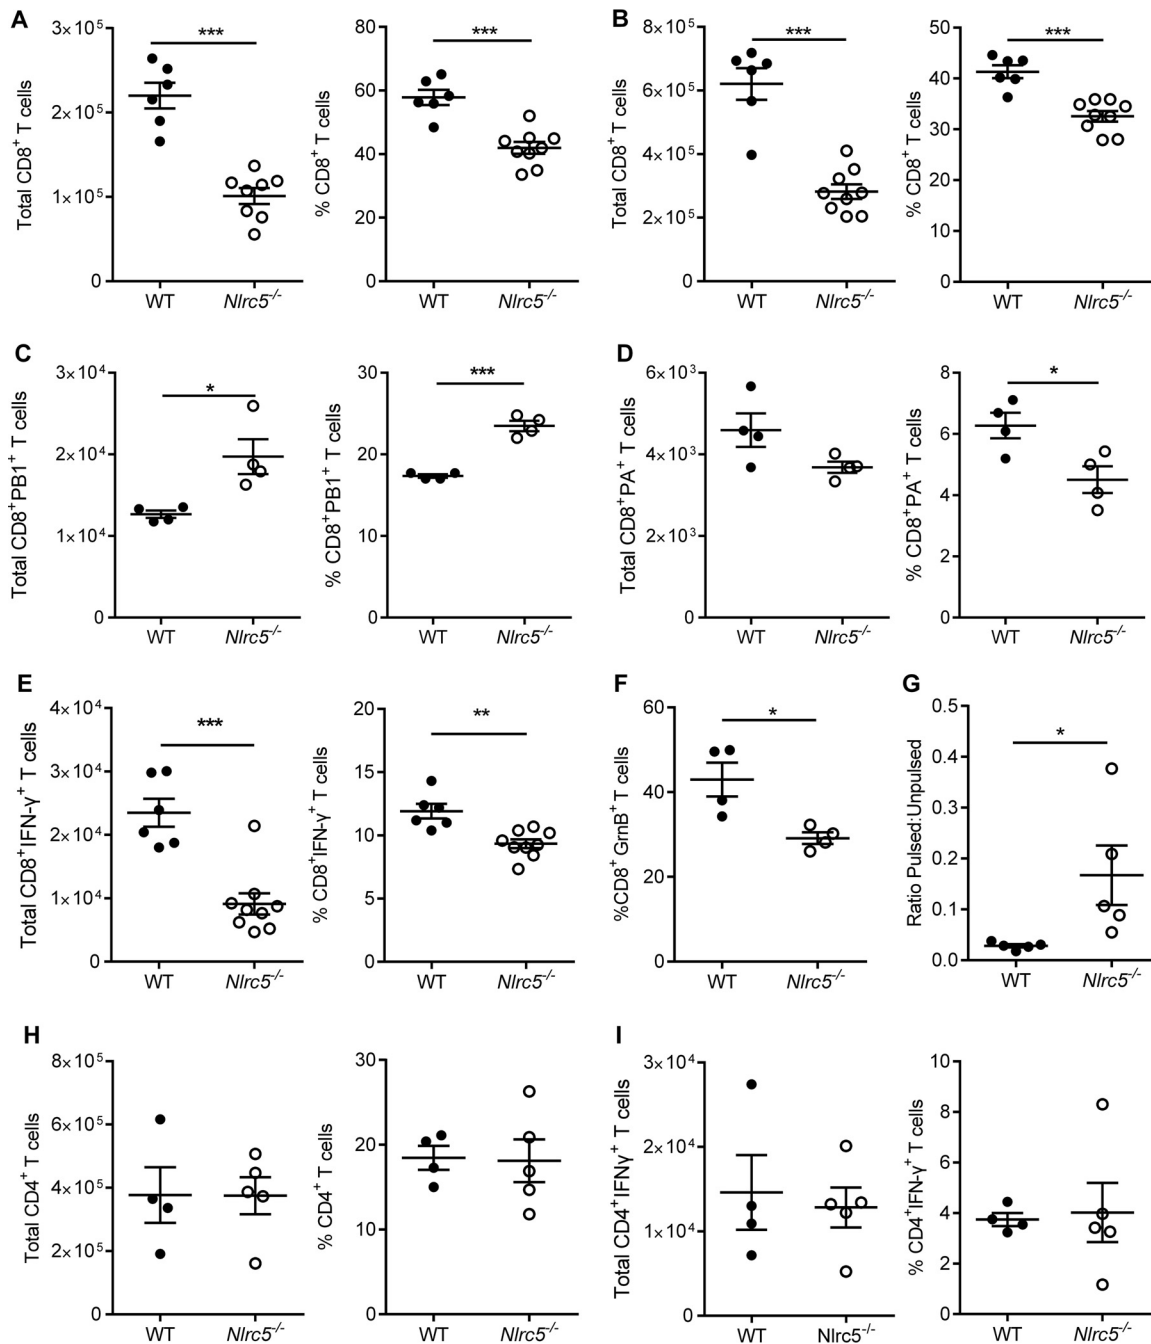 A
Total CD8⁺ T cells
3×10⁵
2×10⁵
1×10⁵
0
***
WT
Nlrc5⁻/⁻
% CD8⁺ T cells
80
60
40
20
0
***
WT
Nlrc5⁻/⁻
B
Total CD8⁺ T cells
8×10⁵
6×10⁵
4×10⁵
2×10⁵
0
***
WT
Nlrc5⁻/⁻
% CD8⁺ T cells
50
40
30
20
10
0
***
WT
Nlrc5⁻/⁻
C
Total CD8⁺PB1⁺ T cells
3×10⁴
2×10⁴
1×10⁴
0
*
WT
Nlrc5⁻/⁻
% CD8⁺PB1⁺ T cells
30
20
10
0
***
WT
Nlrc5⁻/⁻
D
Total CD8⁺PA⁺ T cells
6×10³
4×10³
2×10³
0
WT
Nlrc5⁻/⁻
% CD8⁺PA⁺ T cells
8
6
4
2
0
*
WT
Nlrc5⁻/⁻
E
Total CD8⁺IFN-γ⁺ T cells
4×10⁴
3×10⁴
2×10⁴
1×10⁴
0
***
WT
Nlrc5⁻/⁻
% CD8⁺IFN-γ⁺ T cells
20
15
10
5
0
**
WT
Nlrc5⁻/⁻
F
%CD8⁺ GrnB⁺ T cells
60
40
20
0
*
WT
Nlrc5⁻/⁻
G
Ratio Pulsed:Unpulsed
0.5
0.4
0.3
0.2
0.1
0.0
*
WT
Nlrc5⁻/⁻
H
Total CD4⁺ T cells
8×10⁵
6×10⁵
4×10⁵
2×10⁵
0
WT
Nlrc5⁻/⁻
% CD4⁺ T cells
30
20
10
0
WT
Nlrc5⁻/⁻
I
Total CD4⁺IFNγ⁺ T cells
3×10⁴
2×10⁴
1×10⁴
0
WT
Nlrc5⁻/⁻
% CD4⁺IFN-γ⁺ T cells
10
8
6
4
2
0
WT
Nlrc5⁻/⁻